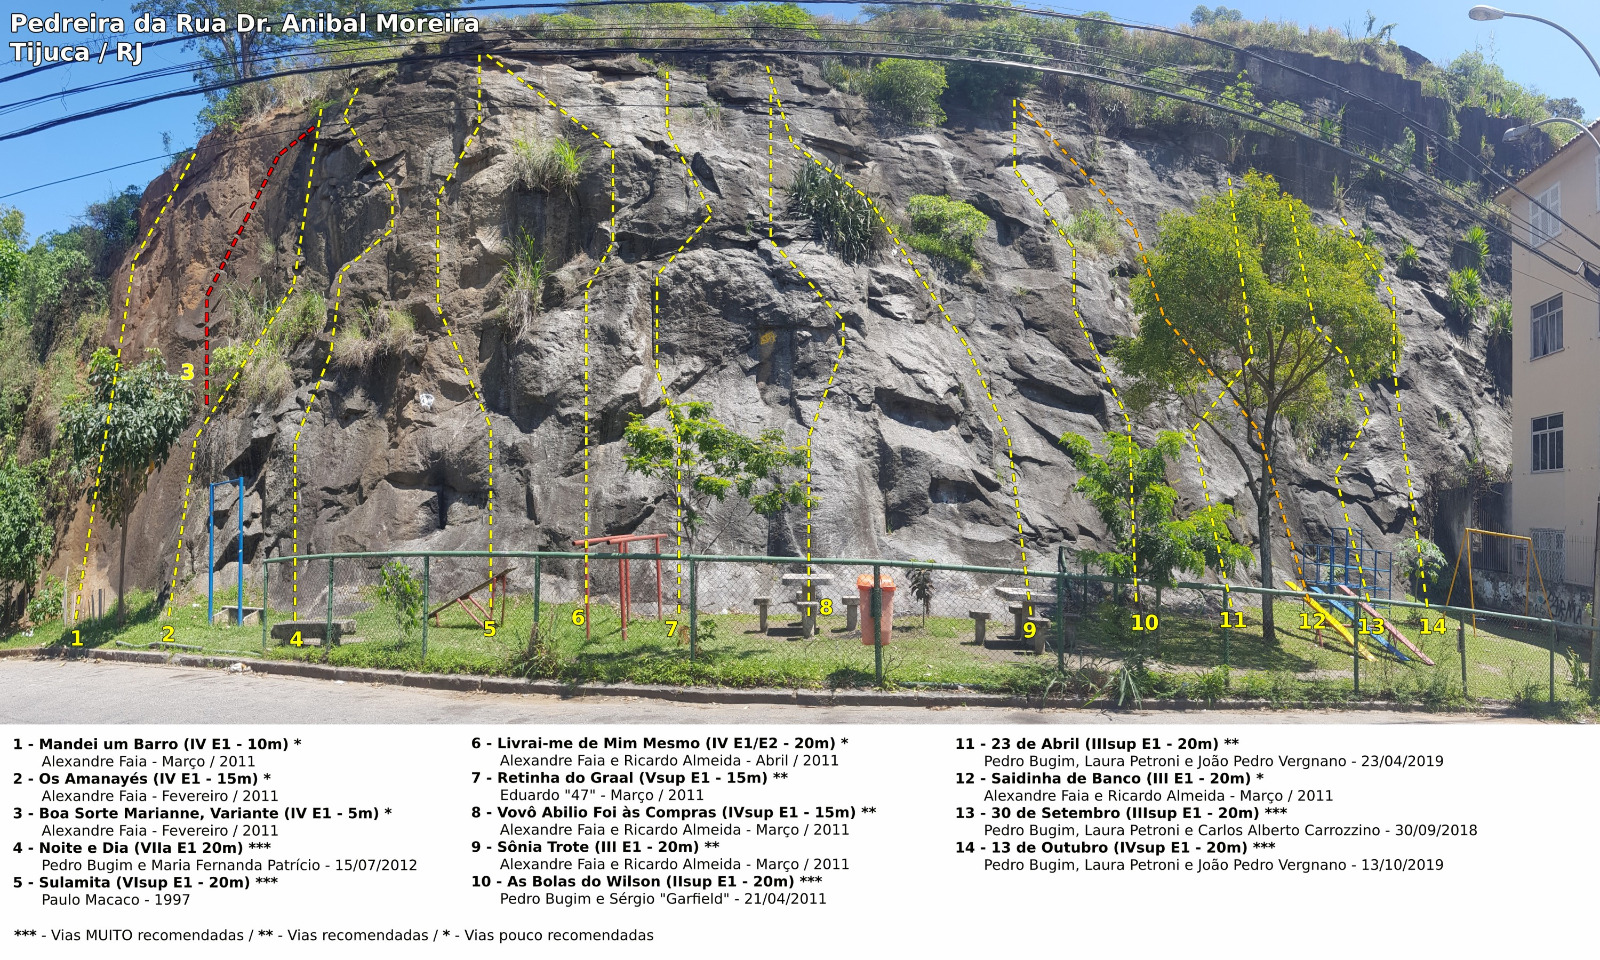 Pedreira da Rua Dr. Anibal Moreira
Tijuca / RJ
3
1
2
4
5
6
7
8
9
10
11
12
13
14
1 - Mandei um Barro (IV E1 - 10m) *
Alexandre Faia - Março / 2011
2 - Os Amanayés (IV E1 - 15m) *
Alexandre Faia - Fevereiro / 2011
3 - Boa Sorte Marianne, Variante (IV E1 - 5m) *
Alexandre Faia - Fevereiro / 2011
4 - Noite e Dia (VIIa E1 20m) ***
Pedro Bugim e Maria Fernanda Patrício - 15/07/2012
5 - Sulamita (VIsup E1 - 20m) ***
Paulo Macaco - 1997
6 - Livrai-me de Mim Mesmo (IV E1/E2 - 20m) *
Alexandre Faia e Ricardo Almeida - Abril / 2011
7 - Retinha do Graal (Vsup E1 - 15m) **
Eduardo "47" - Março / 2011
8 - Vovô Abilio Foi às Compras (IVsup E1 - 15m) **
Alexandre Faia e Ricardo Almeida - Março / 2011
9 - Sônia Trote (III E1 - 20m) **
Alexandre Faia e Ricardo Almeida - Março / 2011
10 - As Bolas do Wilson (IIsup E1 - 20m) ***
Pedro Bugim e Sérgio "Garfield" - 21/04/2011
11 - 23 de Abril (IIIsup E1 - 20m) **
Pedro Bugim, Laura Petroni e João Pedro Vergnano - 23/04/2019
12 - Saidinha de Banco (III E1 - 20m) *
Alexandre Faia e Ricardo Almeida - Março / 2011
13 - 30 de Setembro (IIIsup E1 - 20m) ***
Pedro Bugim, Laura Petroni e Carlos Alberto Carrozzino - 30/09/2018
14 - 13 de Outubro (IVsup E1 - 20m) ***
Pedro Bugim, Laura Petroni e João Pedro Vergnano - 13/10/2019
*** - Vias MUITO recomendadas / ** - Vias recomendadas / * - Vias pouco recomendadas